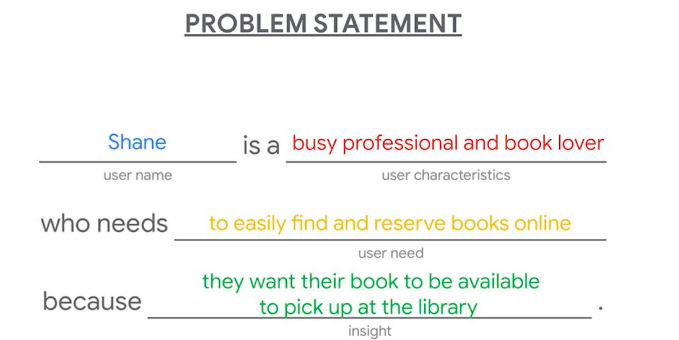 PROBLEM STATEMENT
Shane is a busy professional and book lover
user name user characteristics
who needs to easily find and reserve books online
user need
they want their book to be available
because to pick up at the library .
insight